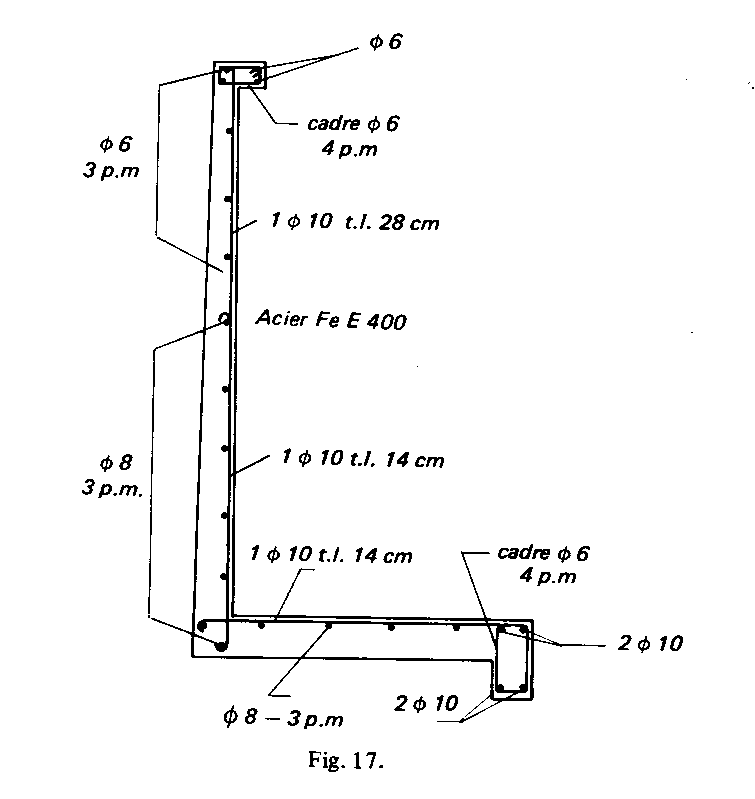 ϕ 6
cadre ϕ 6
4 p.m
ϕ 6
3 p.m
1 ϕ 10 t.l. 28 cm
Acier Fe E 400
1 ϕ 10 t.l. 14 cm
ϕ 8
3 p.m.
1 ϕ 10 t.l. 14 cm
cadre ϕ 6
4 p.m
2 ϕ 10
2 ϕ 10
ϕ 8 – 3 p.m
Fig. 17.